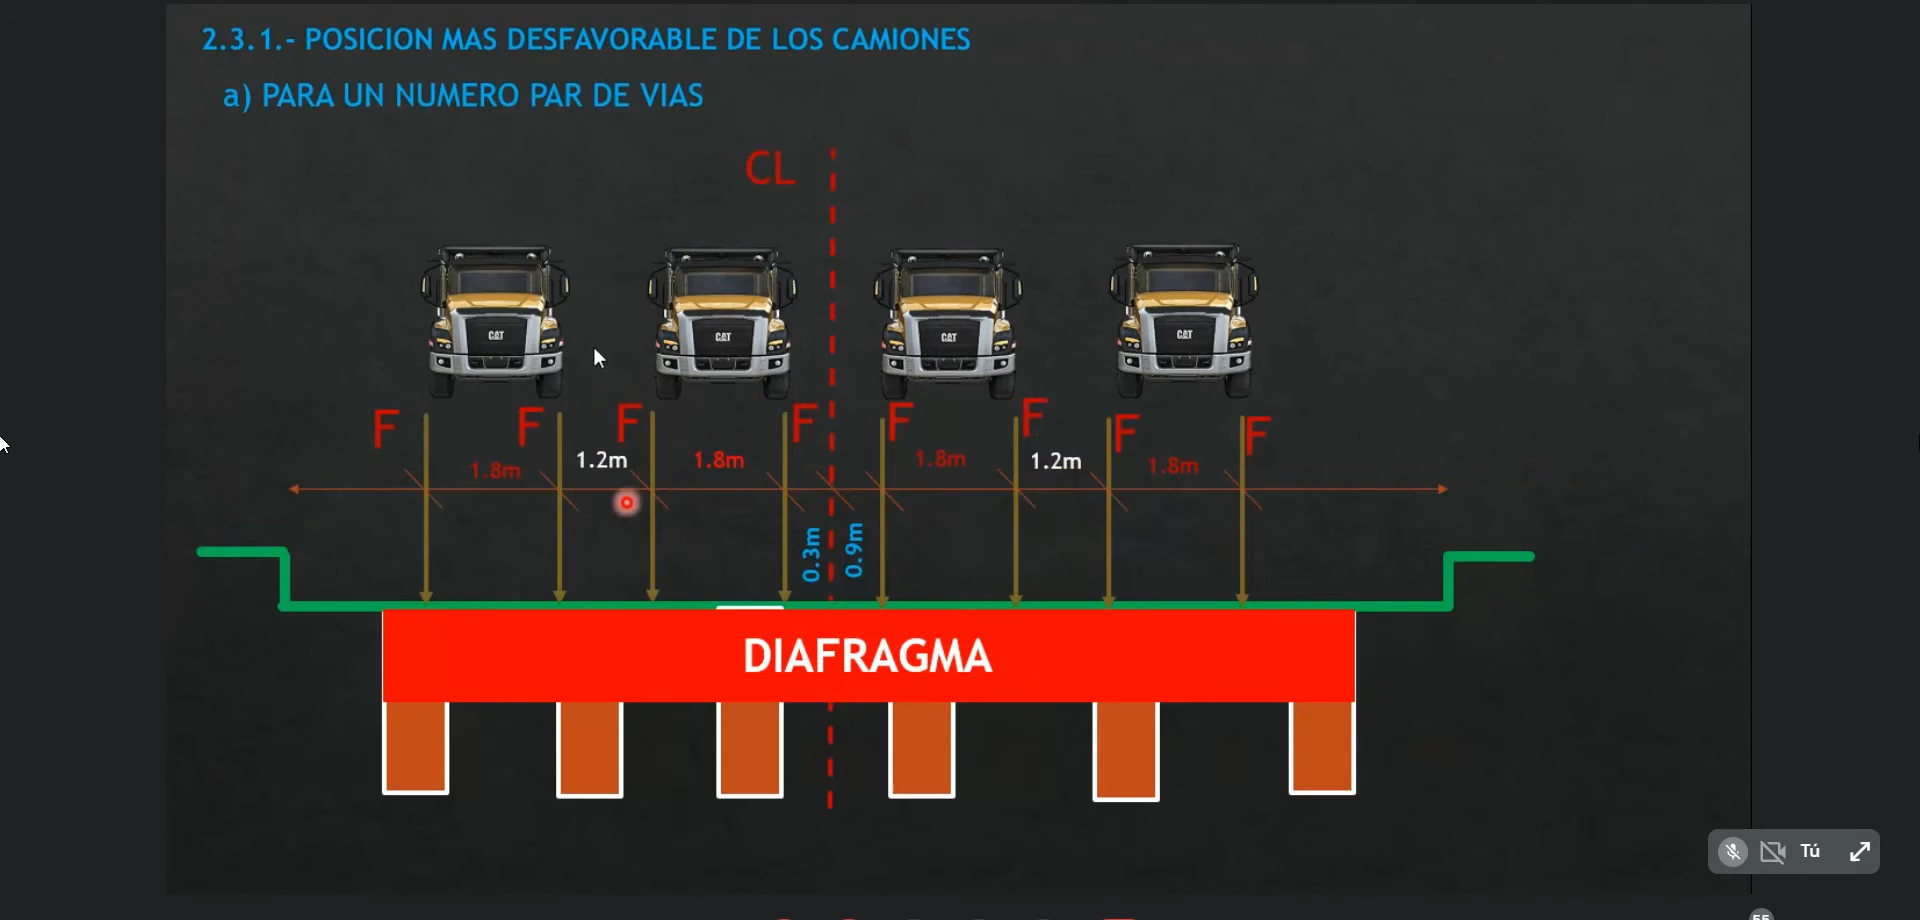 2.3.1.- POSICION MAS DESFAVORABLE DE LOS CAMIONES
a) PARA UN NUMERO PAR DE VIAS
CL
CAT CAT CAT CAT
F F F F F F F F
1.8m 1.2m 1.8m 1.8m 1.2m 1.8m
0.3m 0.9m
DIAFRAGMA
Tú